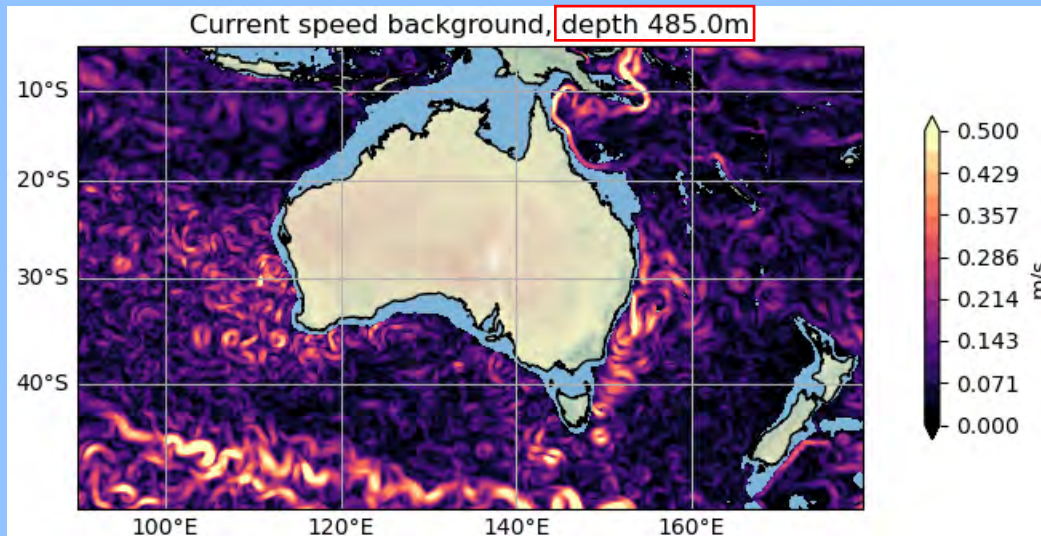 Current speed background, depth 485.0m
10°S
20°S
30°S
40°S
100°E
120°E
140°E
160°E
0.500
0.429
0.357
0.286
0.214
0.143
0.071
0.000
m/s